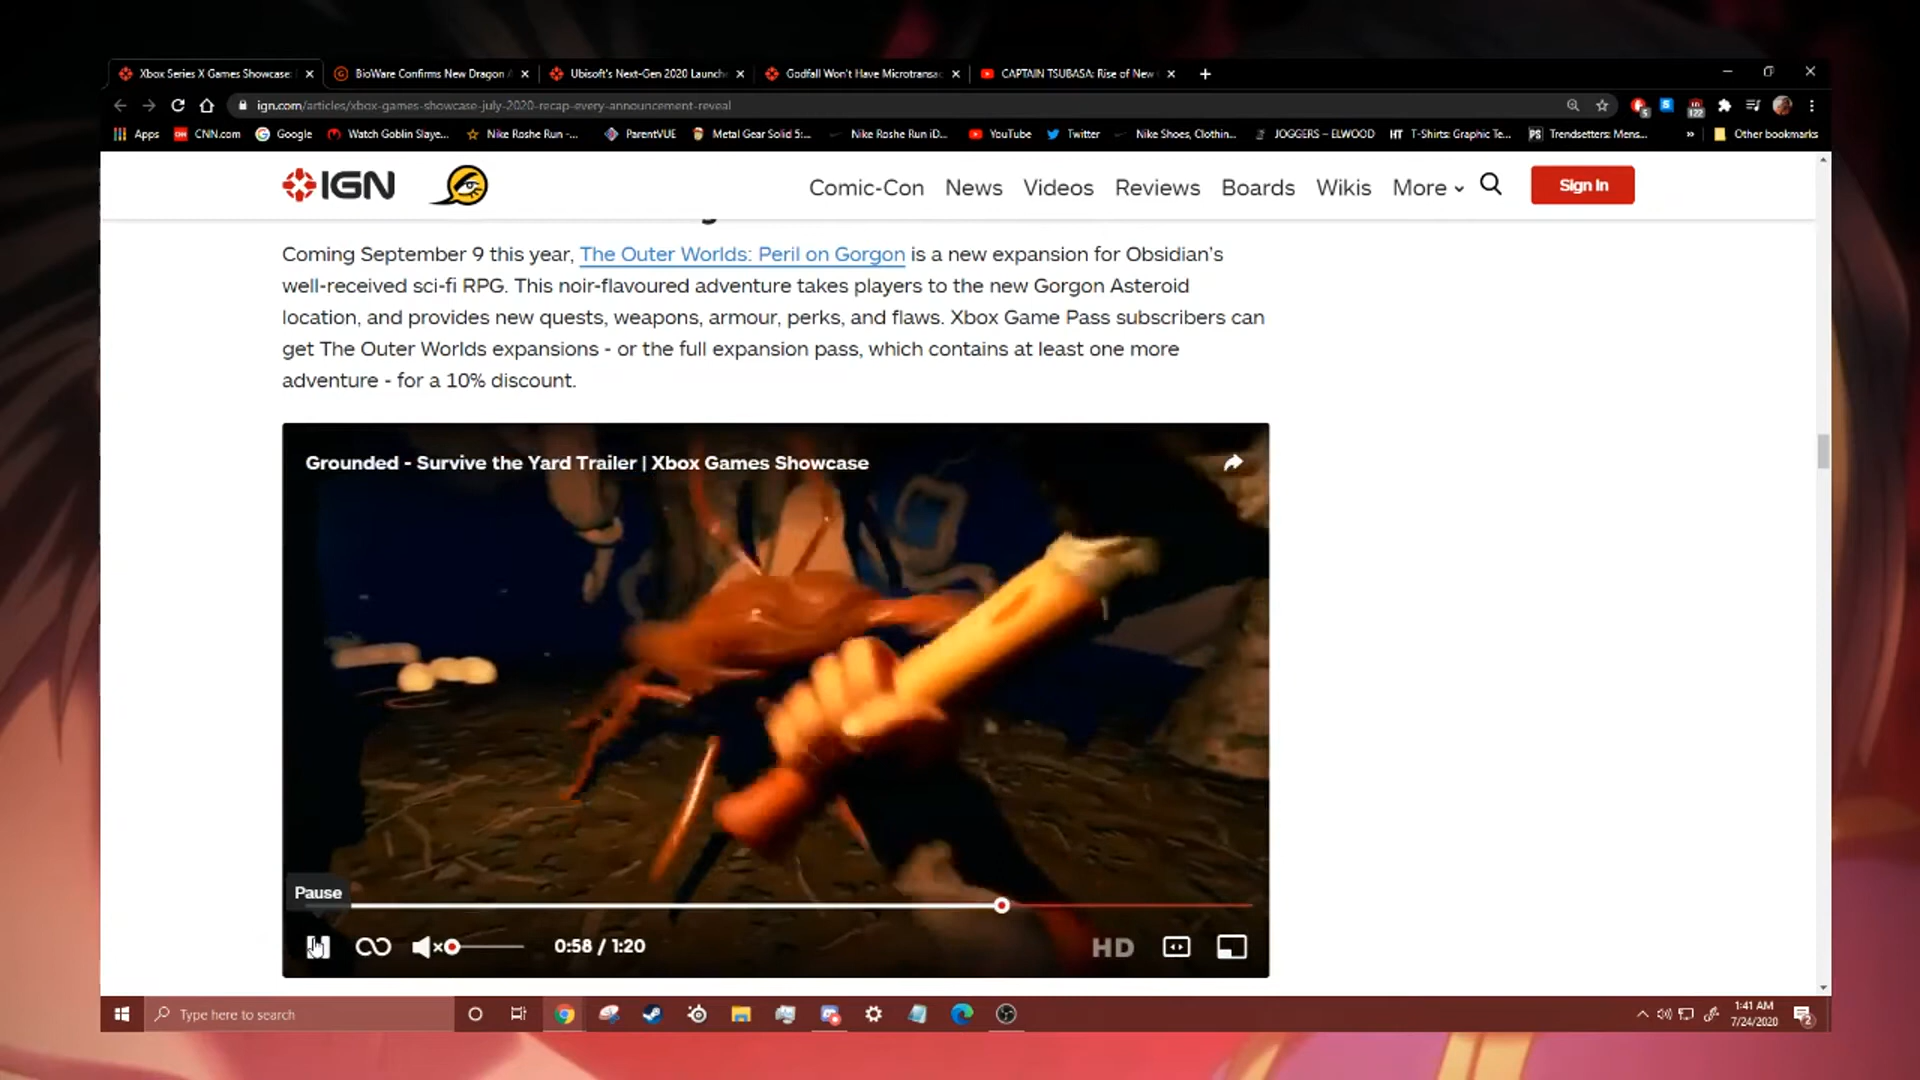 Xbox Series X Games Showcase:
BioWare Confirms New Dragon
Ubisoft's Next-Gen 2020 Launch
Godfall Won't Have Microtransac
CAPTAIN TSUBASA: Rise of New
ign.com/articles/xbox-games-showcase-july-2020-recap-every-announcement-reveal
5
122
Apps
CNN.com
Google
Watch Goblin Slaye...
Nike Roshe Run -...
ParentVUE
Metal Gear Solid 5:...
Nike Roshe Run iD...
YouTube
Twitter
Nike Shoes, Clothin...
JOGGERS – ELWOOD
HT T-Shirts: Graphic Te...
PS Trendsetters: Mens...
»
Other bookmarks
IGN
Comic-Con
News
Videos
Reviews
Boards
Wikis
More
Sign In
Coming September 9 this year, The Outer Worlds: Peril on Gorgon is a new expansion for Obsidian's
well-received sci-fi RPG. This noir-flavoured adventure takes players to the new Gorgon Asteroid
location, and provides new quests, weapons, armour, perks, and flaws. Xbox Game Pass subscribers can
get The Outer Worlds expansions - or the full expansion pass, which contains at least one more
adventure - for a 10% discount.
Grounded - Survive the Yard Trailer | Xbox Games Showcase
Pause
0:58 / 1:20
HD
Type here to search
1:41 AM
7/24/2020
2